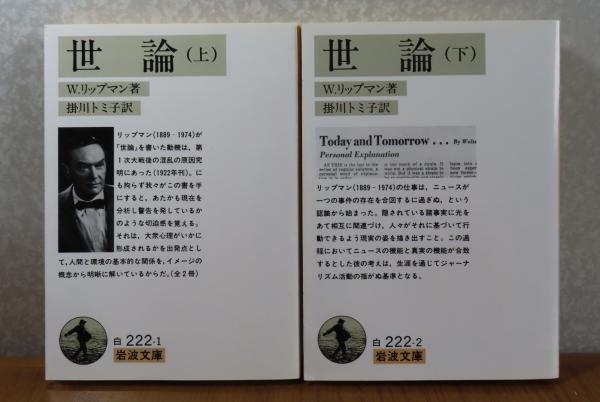 世論(上)
W.リップマン著
掛川トミ子訳
リップマン(1889‐1974)が
『世論』を書いた動機は、第
1次大戦後の混乱の原因究
明にあった(1922年刊)。に
も拘らず我々がこの書を手
にすると、あたかも現在を
分析し警告を発しているか
のような切迫感を覚える。
それは、大衆心理がいかに
形成されるかを出発点とし
て,人間と環境の基本的な関係を,イメージの
概念から明晰に解いているからだ。(全2冊)
白 222-1
岩波文庫
世論(下)
W.リップマン著
掛川トミ子訳
Today and Tomorrow . . .
Personal Explanation
リップマン(1889‐1974)の仕事は,ニュースが
一つの事件の存在を合図するに過ぎぬ,という
認識から始まった。隠されている諸事実に光を
あて相互に関連づけ,人々がそれに基づいて行
動できるよう現実の姿を描き出すこと。この過
程においてニュースの機能と真実の機能が合致
するとした彼の考えは,生涯を通じてジャーナ
リズム活動の揺がぬ基準となる。
白 222-2
岩波文庫